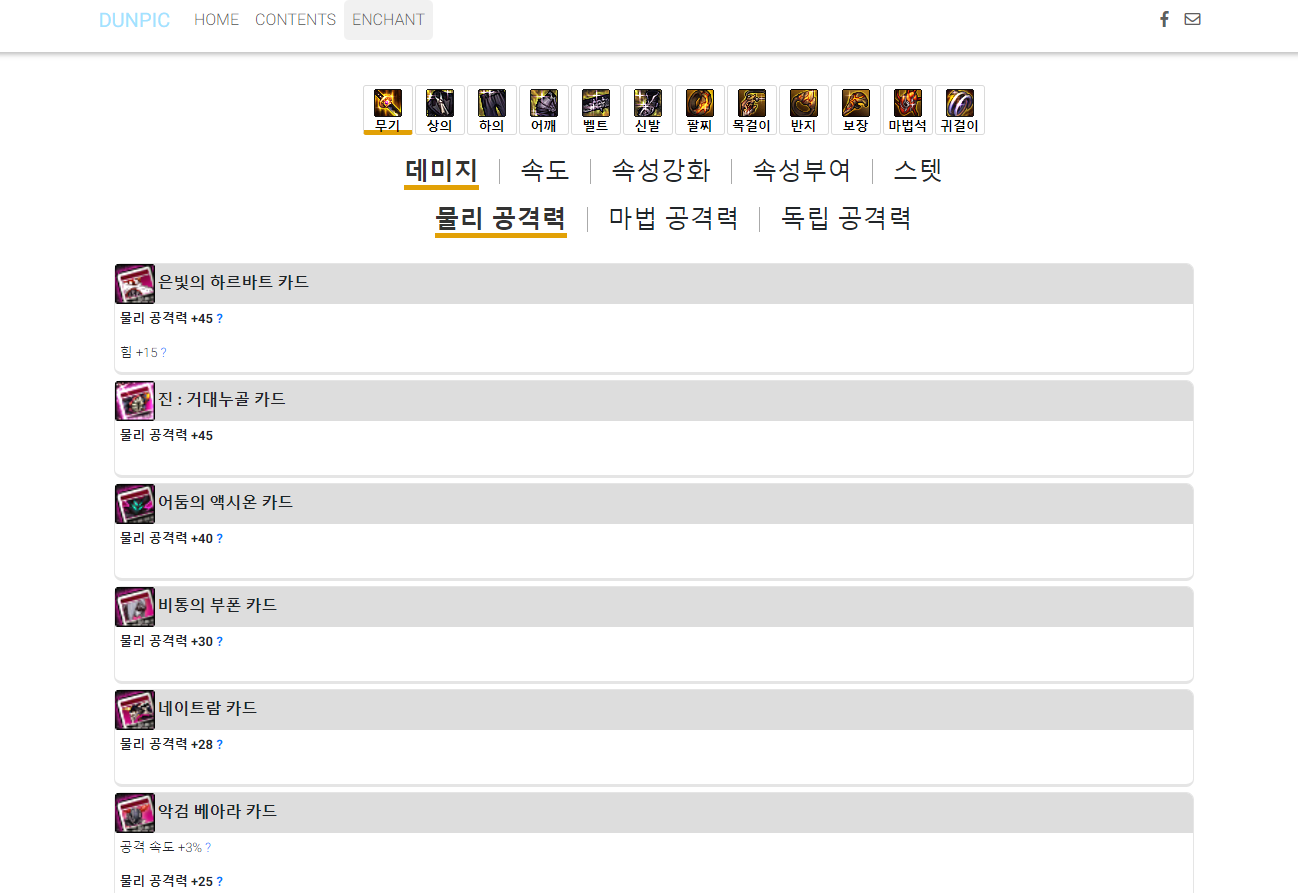 DUNPIC HOME CONTENTS ENCHANT
무기 상의 하의 어깨 벨트 신발 팔찌 목걸이 반지 보장 마법석 귀걸이
데미지 속도 속성강화 속성부여 스텟
물리 공격력 마법 공격력 독립 공격력
은빛의 하르바트 카드
물리 공격력 +45 ?
힘 +15 ?
진 : 거대누골 카드
물리 공격력 +45
어둠의 액시온 카드
물리 공격력 +40 ?
비통의 부폰 카드
물리 공격력 +30 ?
네이트람 카드
물리 공격력 +28 ?
악검 베아라 카드
공격 속도 +3% ?
물리 공격력 +25 ?